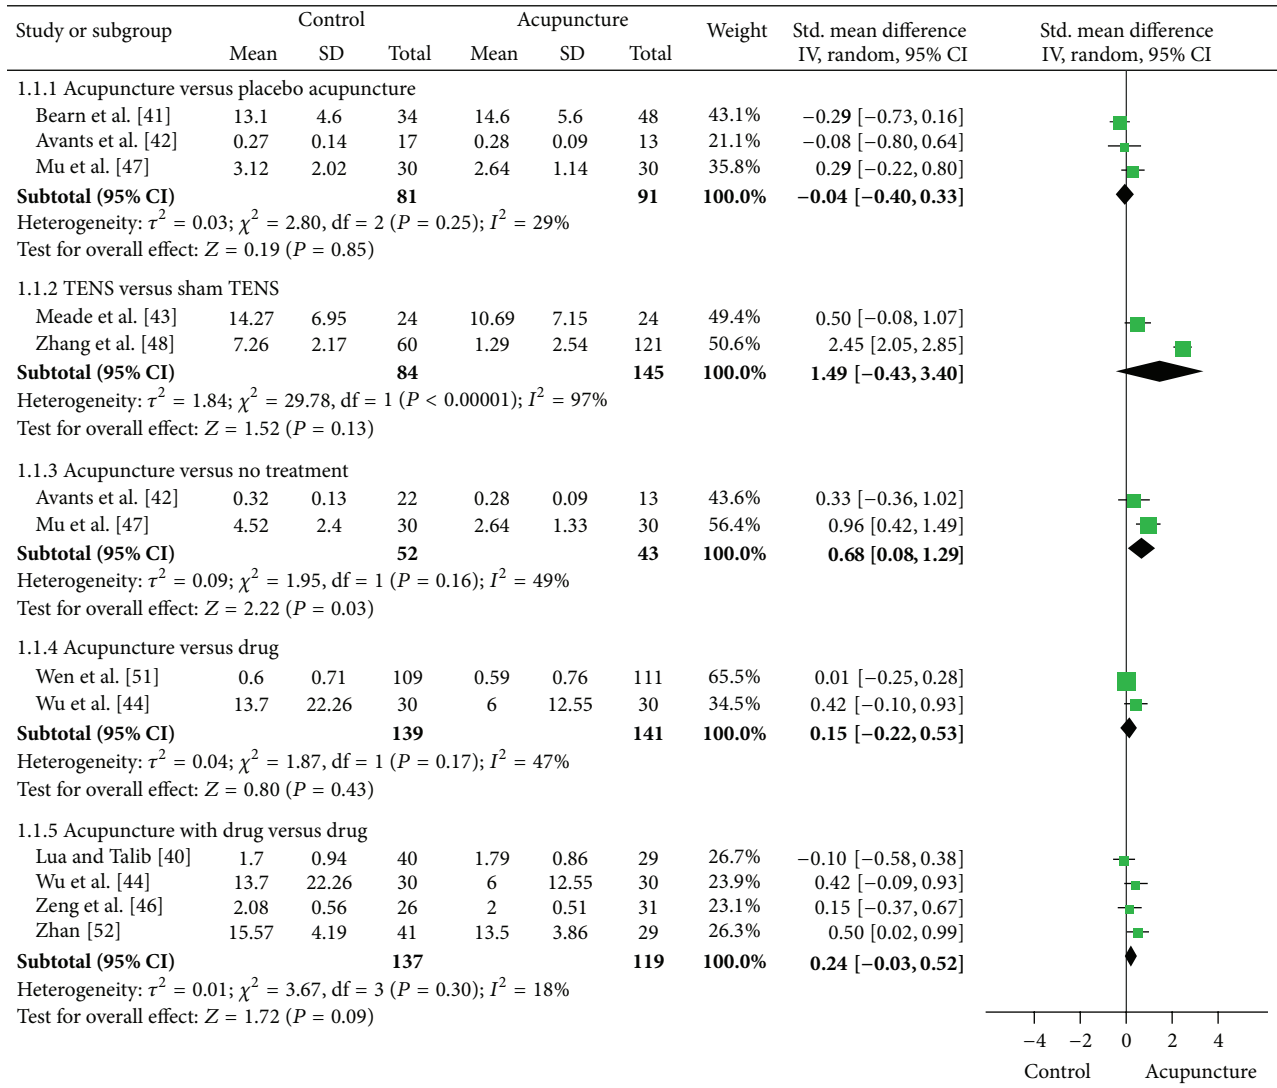 Study or subgroup Control Acupuncture Weight Std. mean difference Std. mean difference
Mean SD Total Mean SD Total IV, random, 95% CI IV, random, 95% CI
1.1.1 Acupuncture versus placebo acupuncture
Bearn et al. [41] 13.1 4.6 34 14.6 5.6 48 43.1% −0.29 [−0.73, 0.16]
Avants et al. [42] 0.27 0.14 17 0.28 0.09 13 21.1% −0.08 [−0.80, 0.64]
Mu et al. [47] 3.12 2.02 30 2.64 1.14 30 35.8% 0.29 [−0.22, 0.80]
Subtotal (95% CI) 81 91 100.0% −0.04 [−0.40, 0.33]
Heterogeneity: τ² = 0.03; χ² = 2.80, df = 2 (P = 0.25); I² = 29%
Test for overall effect: Z = 0.19 (P = 0.85)
1.1.2 TENS versus sham TENS
Meade et al. [43] 14.27 6.95 24 10.69 7.15 24 49.4% 0.50 [−0.08, 1.07]
Zhang et al. [48] 7.26 2.17 60 1.29 2.54 121 50.6% 2.45 [2.05, 2.85]
Subtotal (95% CI) 84 145 100.0% 1.49 [−0.43, 3.40]
Heterogeneity: τ² = 1.84; χ² = 29.78, df = 1 (P < 0.00001); I² = 97%
Test for overall effect: Z = 1.52 (P = 0.13)
1.1.3 Acupuncture versus no treatment
Avants et al. [42] 0.32 0.13 22 0.28 0.09 13 43.6% 0.33 [−0.36, 1.02]
Mu et al. [47] 4.52 2.4 30 2.64 1.33 30 56.4% 0.96 [0.42, 1.49]
Subtotal (95% CI) 52 43 100.0% 0.68 [0.08, 1.29]
Heterogeneity: τ² = 0.09; χ² = 1.95, df = 1 (P = 0.16); I² = 49%
Test for overall effect: Z = 2.22 (P = 0.03)
1.1.4 Acupuncture versus drug
Wen et al. [51] 0.6 0.71 109 0.59 0.76 111 65.5% 0.01 [−0.25, 0.28]
Wu et al. [44] 13.7 22.26 30 6 12.55 30 34.5% 0.42 [−0.10, 0.93]
Subtotal (95% CI) 139 141 100.0% 0.15 [−0.22, 0.53]
Heterogeneity: τ² = 0.04; χ² = 1.87, df = 1 (P = 0.17); I² = 47%
Test for overall effect: Z = 0.80 (P = 0.43)
1.1.5 Acupuncture with drug versus drug
Lua and Talib [40] 1.7 0.94 40 1.79 0.86 29 26.7% −0.10 [−0.58, 0.38]
Wu et al. [44] 13.7 22.26 30 6 12.55 30 23.9% 0.42 [−0.09, 0.93]
Zeng et al. [46] 2.08 0.56 26 2 0.51 31 23.1% 0.15 [−0.37, 0.67]
Zhan [52] 15.57 4.19 41 13.5 3.86 29 26.3% 0.50 [0.02, 0.99]
Subtotal (95% CI) 137 119 100.0% 0.24 [−0.03, 0.52]
Heterogeneity: τ² = 0.01; χ² = 3.67, df = 3 (P = 0.30); I² = 18%
Test for overall effect: Z = 1.72 (P = 0.09)
−4 −2 0 2 4
Control Acupuncture